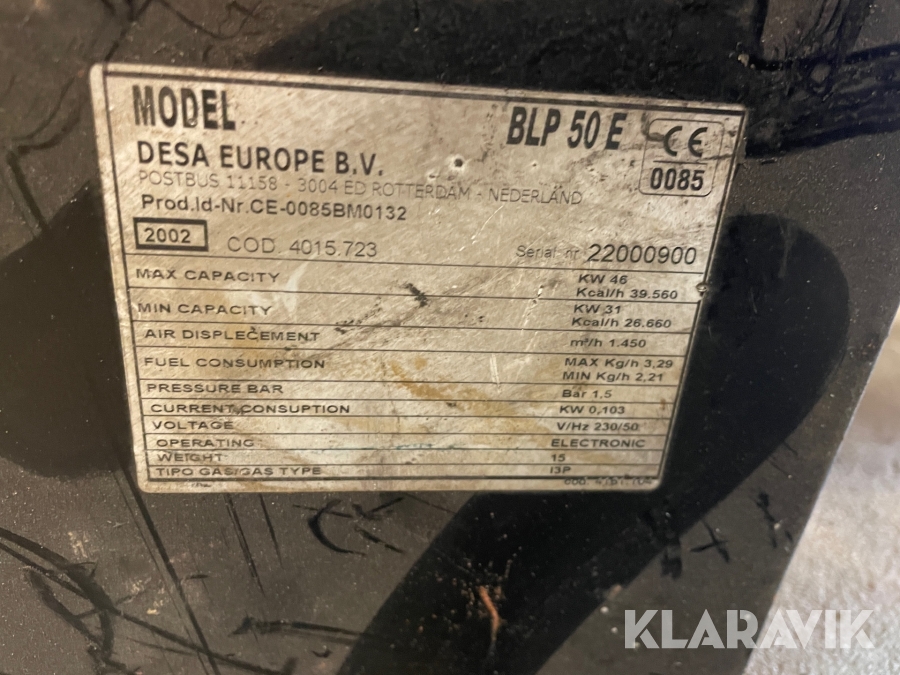 MODEL BLP 50 E CE
DESA EUROPE B.V. 0085
POSTBUS 11158 - 3004 ED ROTTERDAM - NEDERLAND
Prod.Id-Nr.CE-0085BM0132
2002 COD. 4015.723 Serial nr 22000900
MAX CAPACITY KW 46
Kcal/h 39.560
MIN CAPACITY KW 31
Kcal/h 26.660
AIR DISPLECEMENT m³/h 1.450
FUEL CONSUMPTION MAX Kg/h 3,29
MIN Kg/h 2,21
PRESSURE BAR Bar 1,5
CURRENT CONSUPTION KW 0,103
VOLTAGE V/Hz 230/50
OPERATING ELECTRONIC
WEIGHT 15
TIPO GAS/GAS TYPE I3P
COD.
KLARAVIK